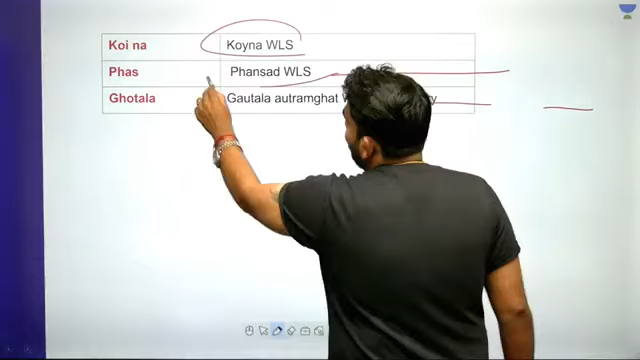 Koi na Koyna WLS
Phas Phansad WLS
Ghotala Gautala autramghat